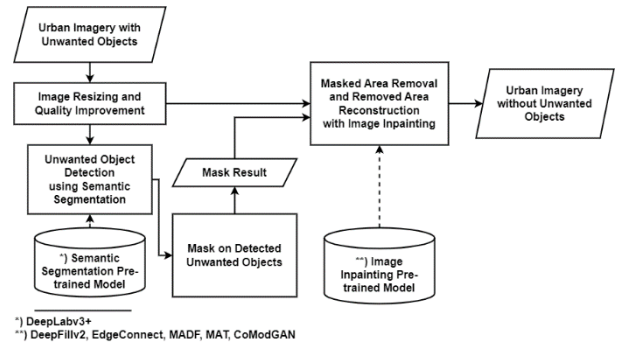 Urban Imagery with
Unwanted Objects
Image Resizing and
Quality Improvement
Unwanted Object
Detection
using Semantic
Segmentation
*) Semantic
Segmentation Pre-
trained Model
Mask Result
Mask on Detected
Unwanted Objects
Masked Area Removal
and Removed Area
Reconstruction
with Image Inpainting
**) Image
Inpainting Pre-
trained Model
Urban Imagery
without Unwanted
Objects
*) DeepLabv3+
**) DeepFillv2, EdgeConnect, MADF, MAT, CoModGAN